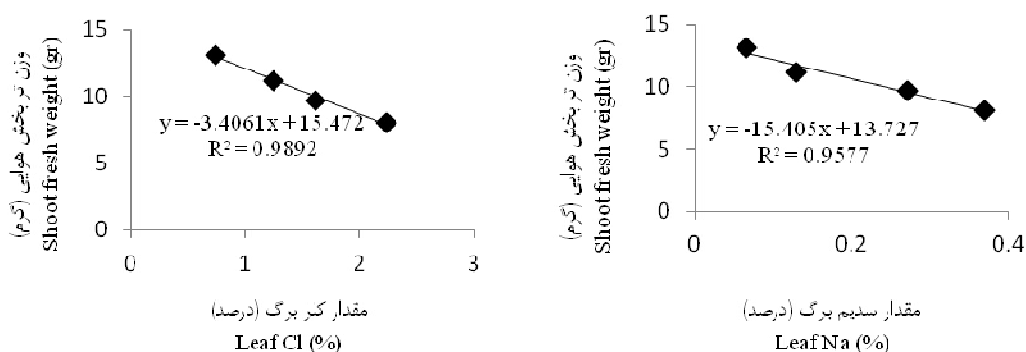 15
10
5
0
0
1
2
3
وزن تر بخش هوایی (گرم)
Shoot fresh weight (gr)
y = -3.4061x +15.472
R² = 0.9892
مقدار کلر برگ (درصد)
Leaf Cl (%)
15
10
5
0
0
0.2
0.4
وزن تر بخش هوایی (گرم)
Shoot fresh weight (gr)
y = -15.405x +13.727
R² = 0.9577
مقدار سدیم برگ (درصد)
Leaf Na (%)